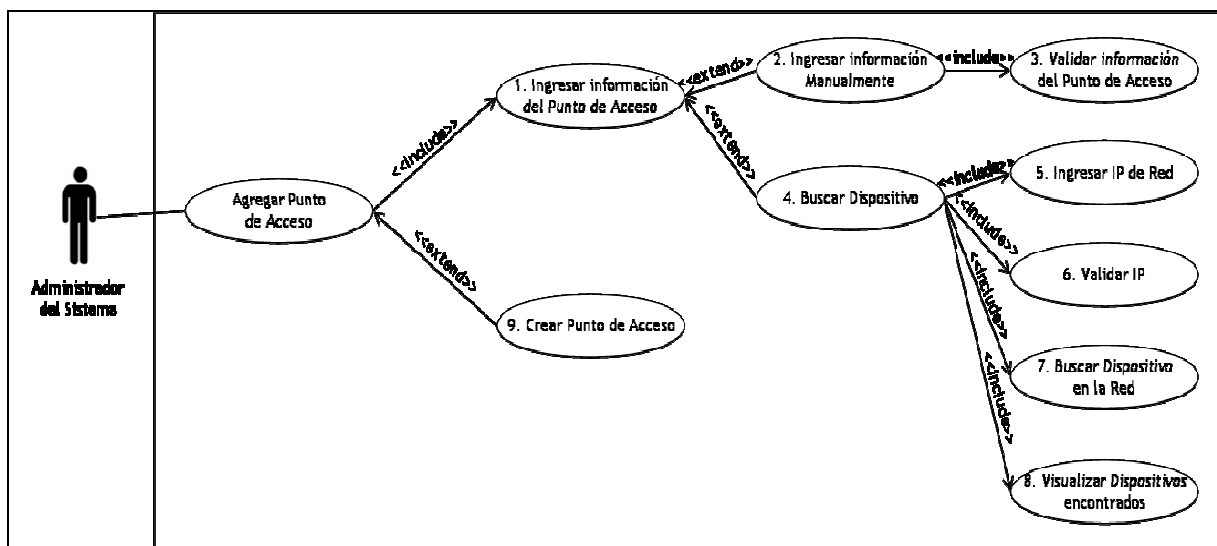 Administrador
del Sistema
Agregar Punto
de Acceso
<<include>>
<<extend>>
1. Ingresar información
del Punto de Acceso
9. Crear Punto de Acceso
<<extend>>
<<extend>>
2. Ingresar información
Manualmente
4. Buscar Dispositivo
<<include>>
3. Validar información
del Punto de Acceso
<<include>>
5. Ingresar IP de Red
<<include>>
6. Validar IP
<<include>>
7. Buscar Dispositivo
en la Red
<<include>>
8. Visualizar Dispositivos
encontrados